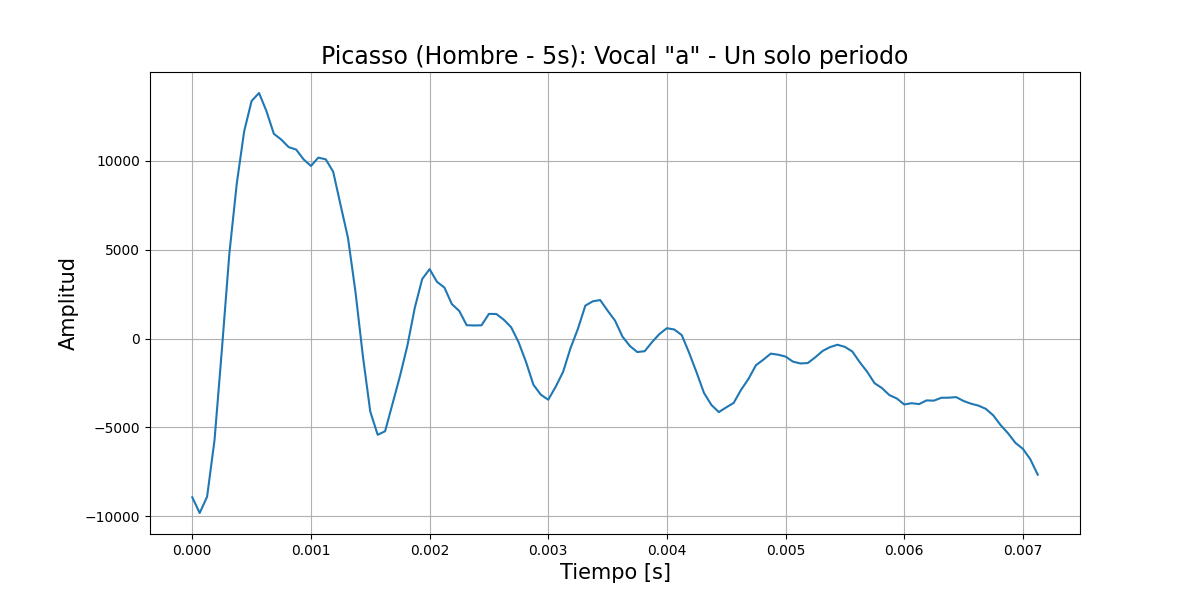 Picasso (Hombre - 5s): Vocal "a" - Un solo periodo
Amplitud
10000
5000
0
−5000
−10000
0.000 0.001 0.002 0.003 0.004 0.005 0.006 0.007
Tiempo [s]